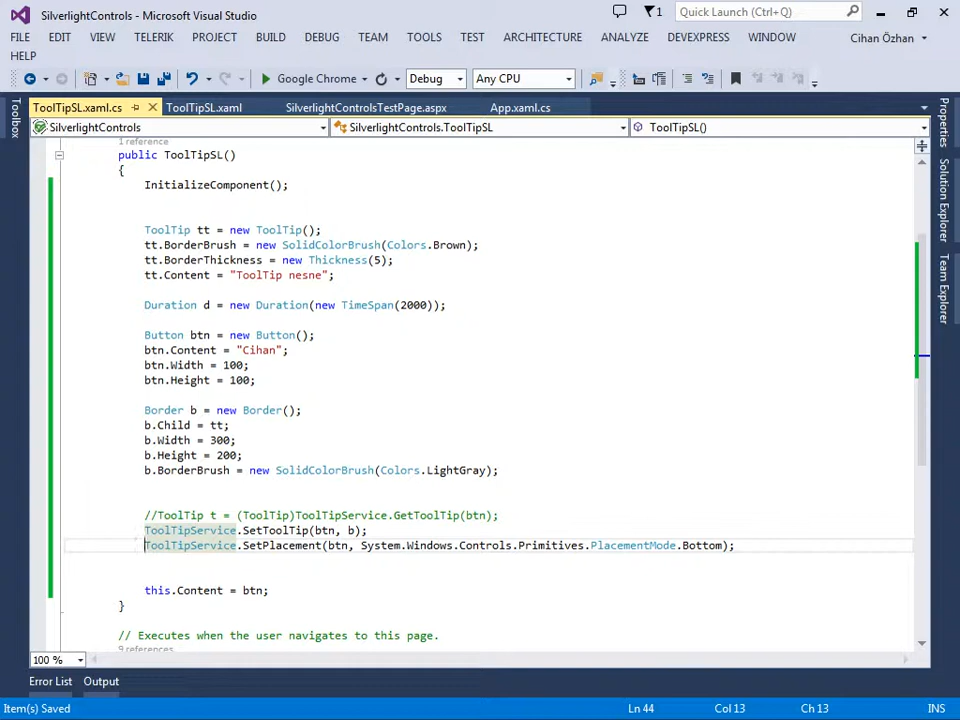 SilverlightControls - Microsoft Visual Studio
1
Quick Launch (Ctrl+Q)
FILE EDIT VIEW TELERIK PROJECT BUILD DEBUG TEAM TOOLS TEST ARCHITECTURE ANALYZE DEVEXPRESS WINDOW
Cihan Özhan
HELP
Google Chrome
Debug
Any CPU
ToolTipSL.xaml.cs
ToolTipSL.xaml
SilverlightControlsTestPage.aspx
App.xaml.cs
Toolbox
Properties
Solution Explorer
Team Explorer
SilverlightControls
SilverlightControls.ToolTipSL
ToolTipSL()
1 reference
public ToolTipSL()
{
InitializeComponent();
ToolTip tt = new ToolTip();
tt.BorderBrush = new SolidColorBrush(Colors.Brown);
tt.BorderThickness = new Thickness(5);
tt.Content = "ToolTip nesne";
Duration d = new Duration(new TimeSpan(2000));
Button btn = new Button();
btn.Content = "Cihan";
btn.Width = 100;
btn.Height = 100;
Border b = new Border();
b.Child = tt;
b.Width = 300;
b.Height = 200;
b.BorderBrush = new SolidColorBrush(Colors.LightGray);
//ToolTip t = (ToolTip)ToolTipService.GetToolTip(btn);
ToolTipService.SetToolTip(btn, b);
ToolTipService.SetPlacement(btn, System.Windows.Controls.Primitives.PlacementMode.Bottom);
this.Content = btn;
}
// Executes when the user navigates to this page.
9 references
100 %
Error List Output
Item(s) Saved
Ln 44
Col 13
Ch 13
INS